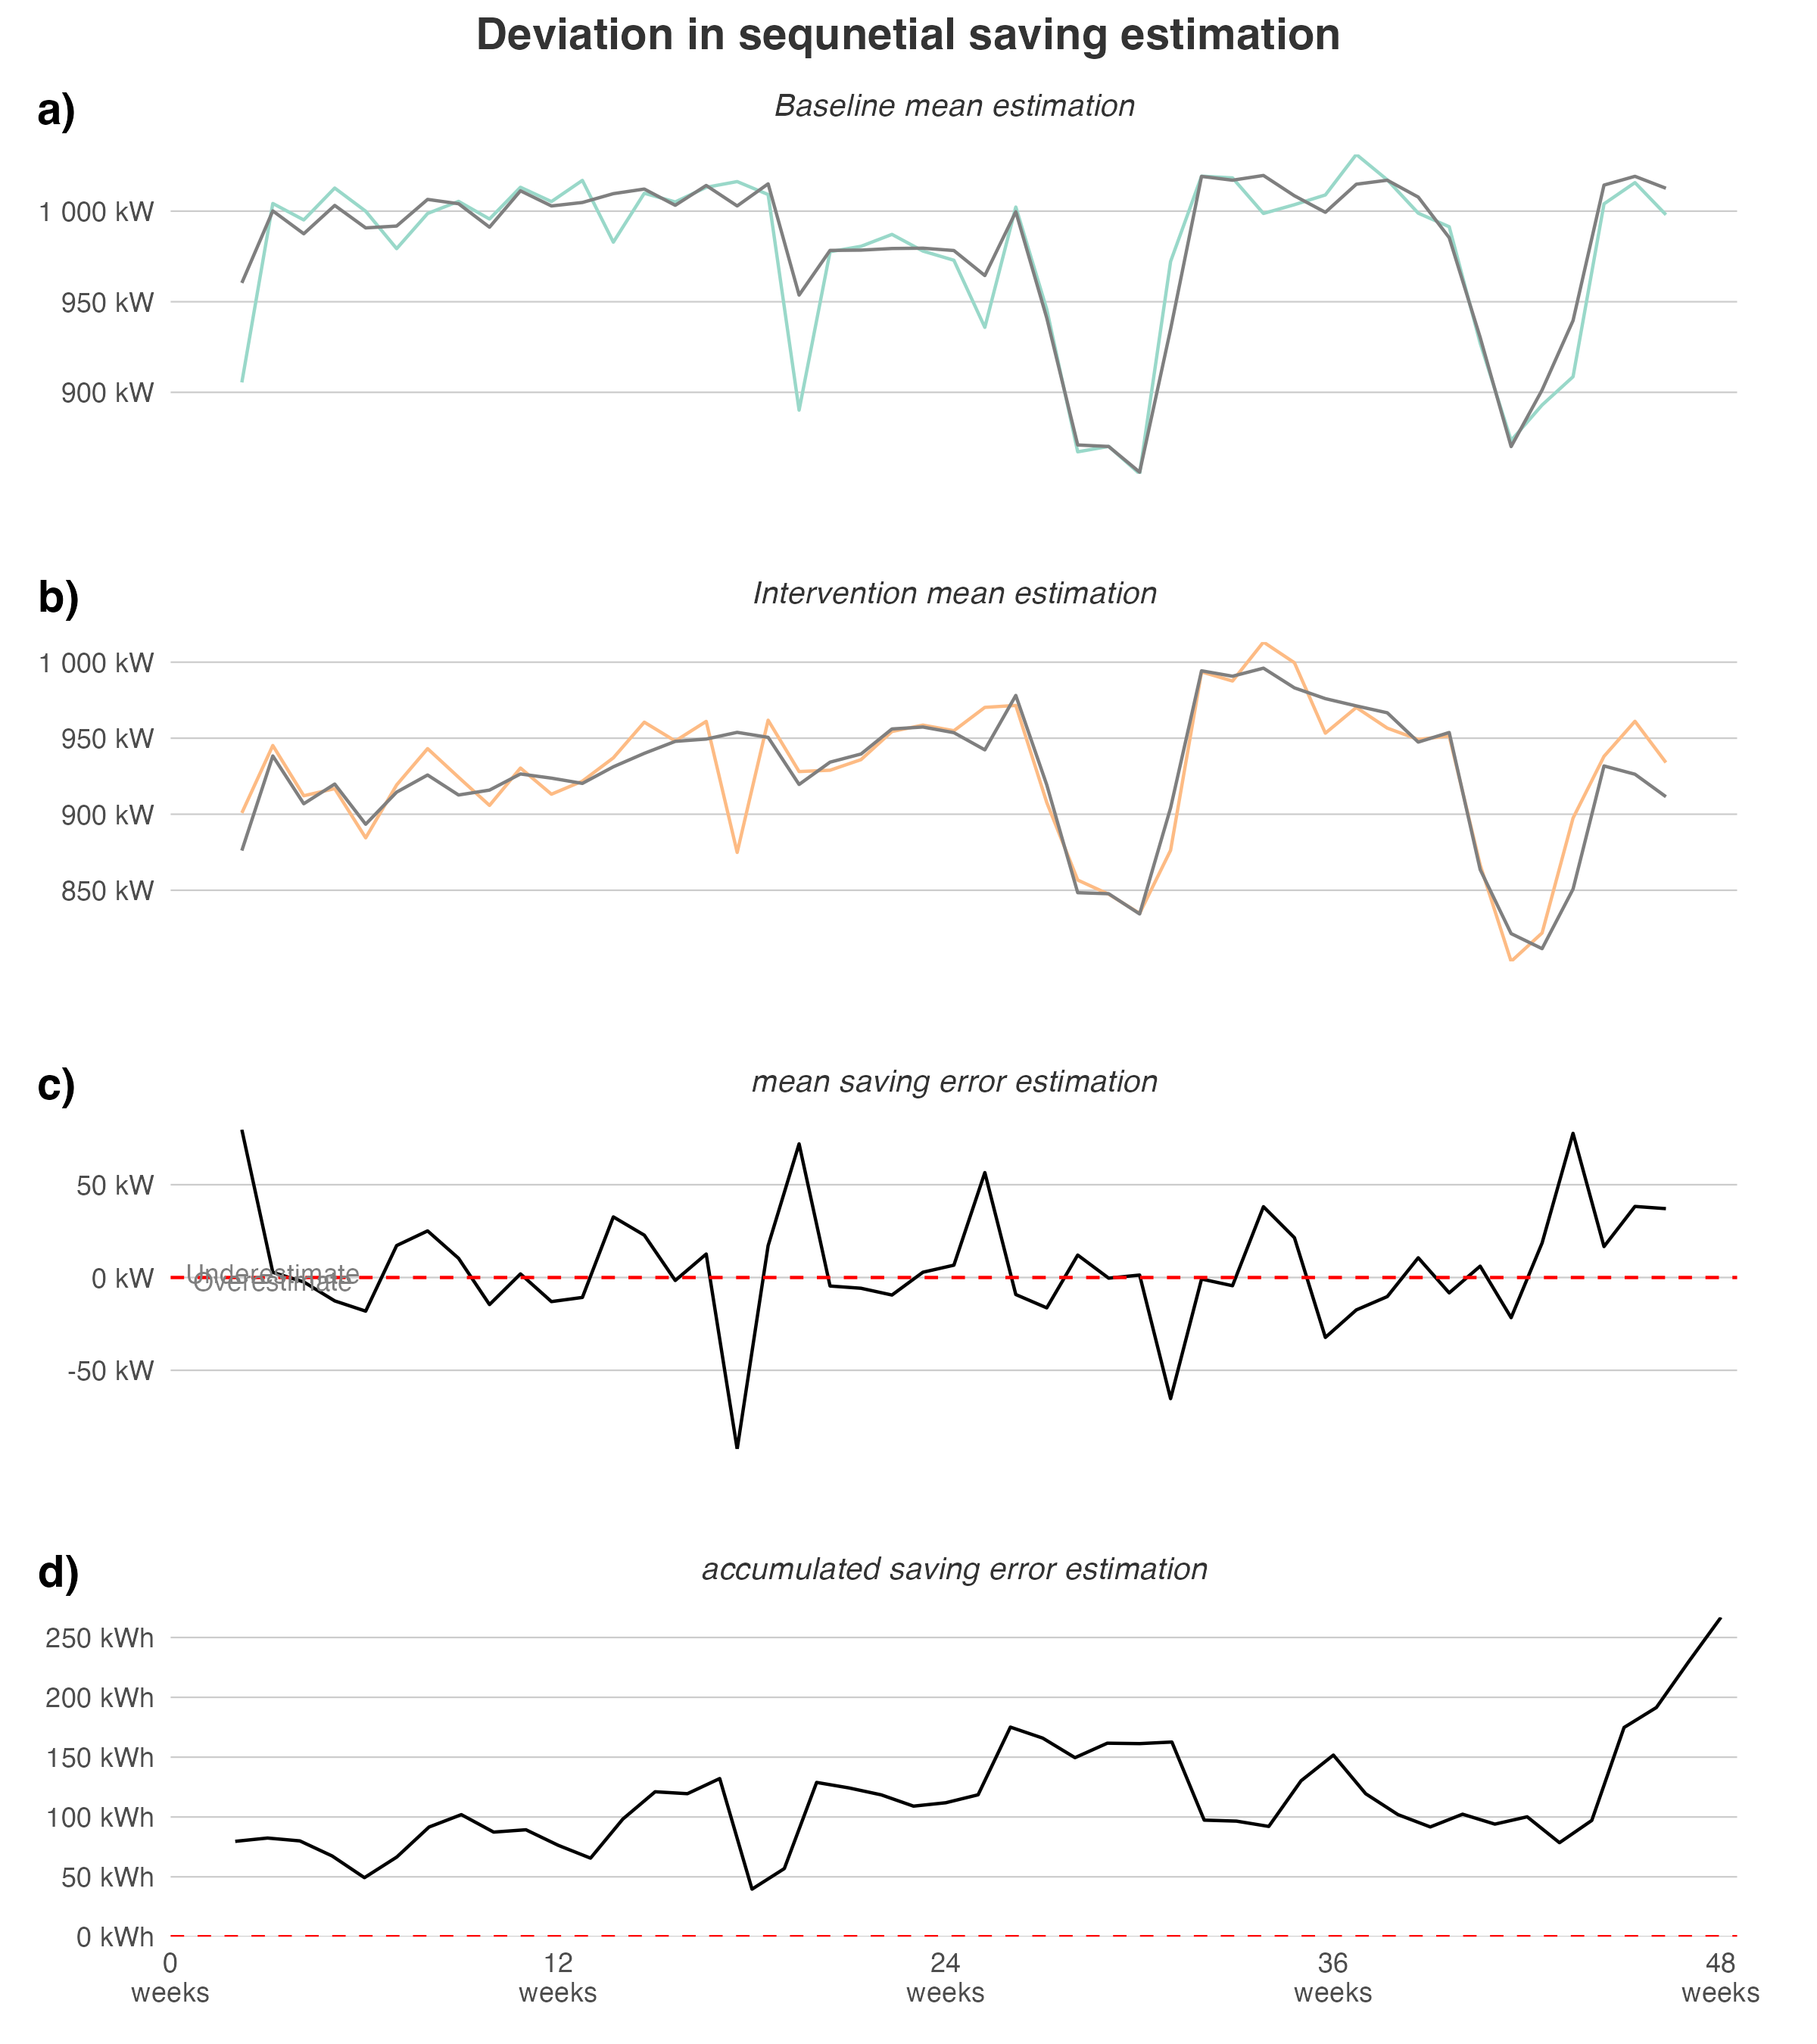 Deviation in sequnetial saving estimation
a)
Baseline mean estimation
1 000 kW
950 kW
900 kW
b)
Intervention mean estimation
1 000 kW
950 kW
900 kW
850 kW
c)
mean saving error estimation
50 kW
Underestimate
0 kW
Overestimate
-50 kW
d)
accumulated saving error estimation
250 kWh
200 kWh
150 kWh
100 kWh
50 kWh
0 kWh
0 12 24 36 48
weeks weeks weeks weeks weeks